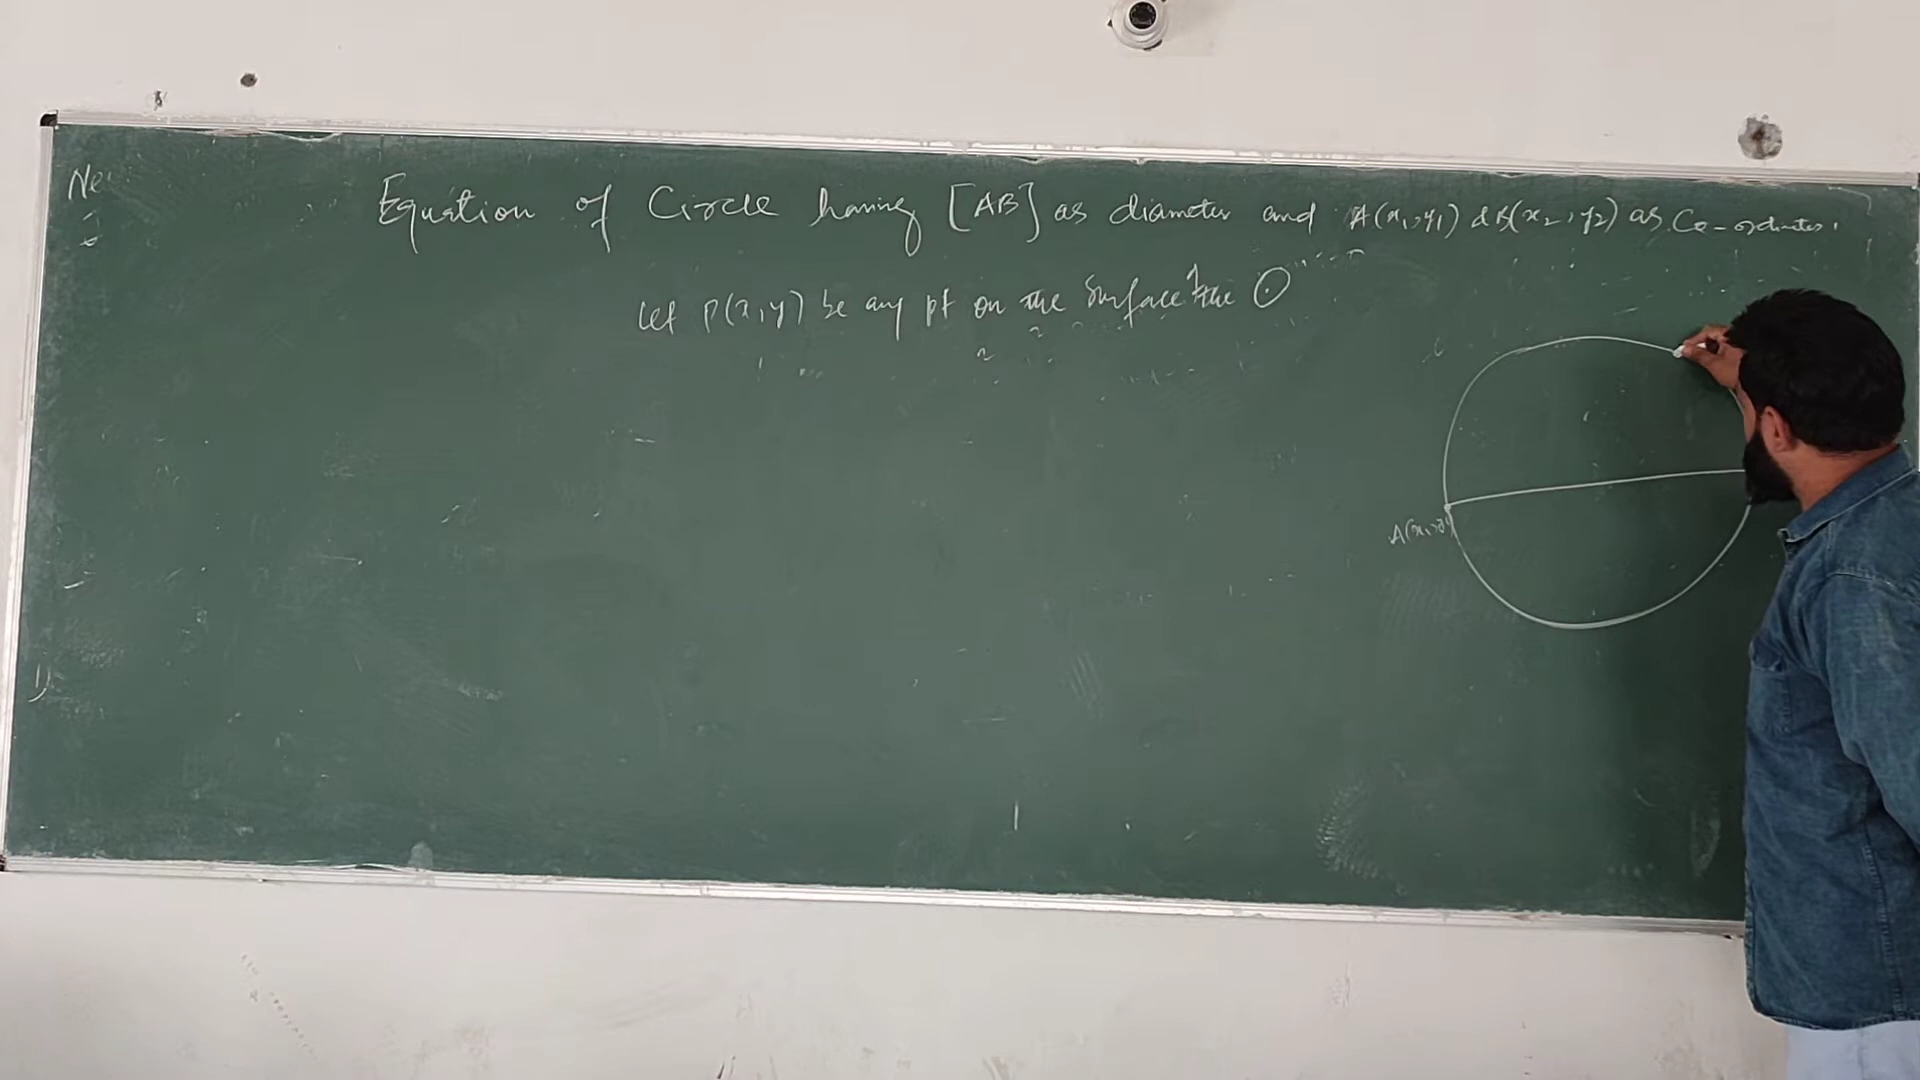 Equation of Circle having [AB] as diameter and A(x₁,y₁) & B(x₂,y₂) as Co-ordinates.
Let P(x,y) be any pt on the Surface of the ⊙
A(x₁,y₁)